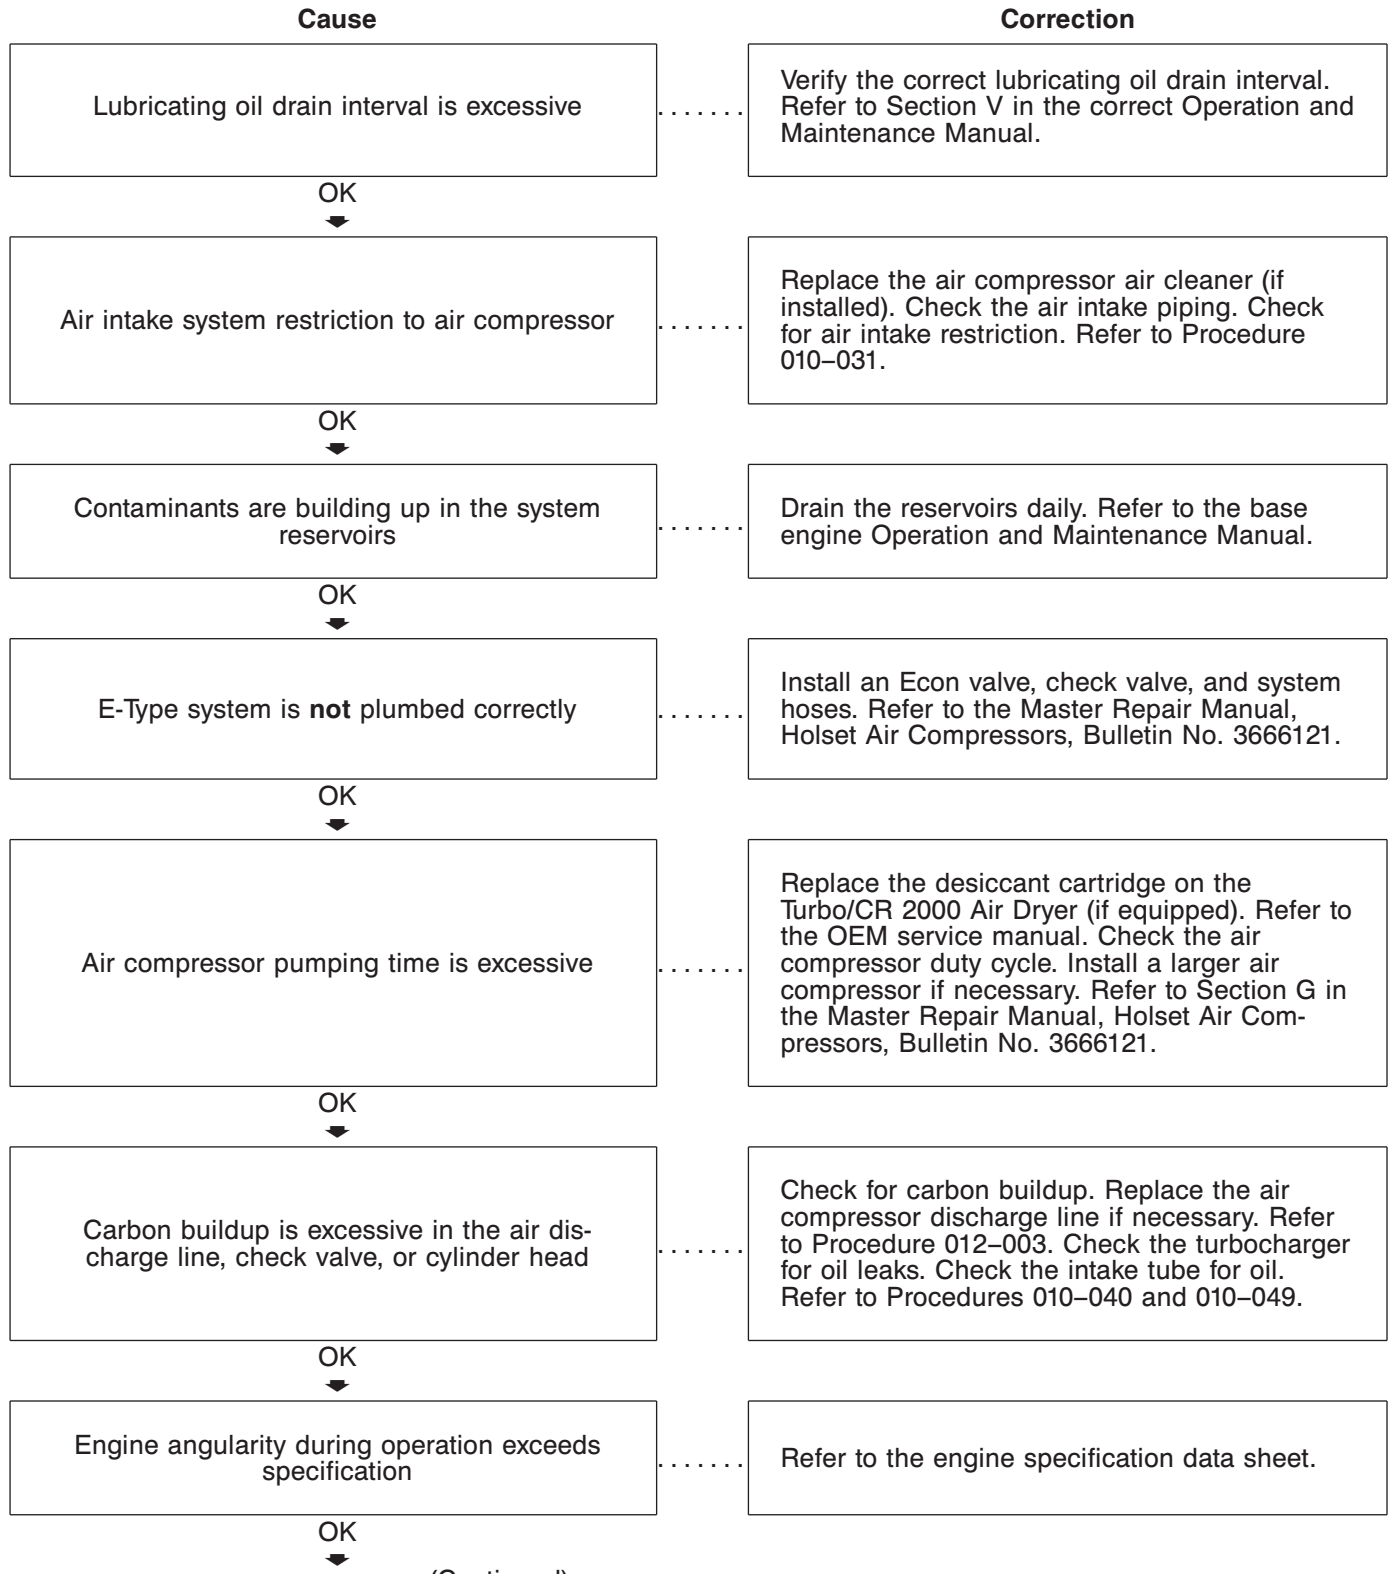 Cause
Correction
Lubricating oil drain interval is excessive
.......
Verify the correct lubricating oil drain interval.
Refer to Section V in the correct Operation and
Maintenance Manual.
OK
Air intake system restriction to air compressor
.......
Replace the air compressor air cleaner (if
installed). Check the air intake piping. Check
for air intake restriction. Refer to Procedure
010–031.
OK
Contaminants are building up in the system
reservoirs
.......
Drain the reservoirs daily. Refer to the base
engine Operation and Maintenance Manual.
OK
E-Type system is not plumbed correctly
.......
Install an Econ valve, check valve, and system
hoses. Refer to the Master Repair Manual,
Holset Air Compressors, Bulletin No. 3666121.
OK
Air compressor pumping time is excessive
.......
Replace the desiccant cartridge on the
Turbo/CR 2000 Air Dryer (if equipped). Refer to
the OEM service manual. Check the air
compressor duty cycle. Install a larger air
compressor if necessary. Refer to Section G in
the Master Repair Manual, Holset Air Com-
pressors, Bulletin No. 3666121.
OK
Carbon buildup is excessive in the air dis-
charge line, check valve, or cylinder head
.......
Check for carbon buildup. Replace the air
compressor discharge line if necessary. Refer
to Procedure 012–003. Check the turbocharger
for oil leaks. Check the intake tube for oil.
Refer to Procedures 010–040 and 010–049.
OK
Engine angularity during operation exceeds
specification
.......
Refer to the engine specification data sheet.
OK
(Continued)